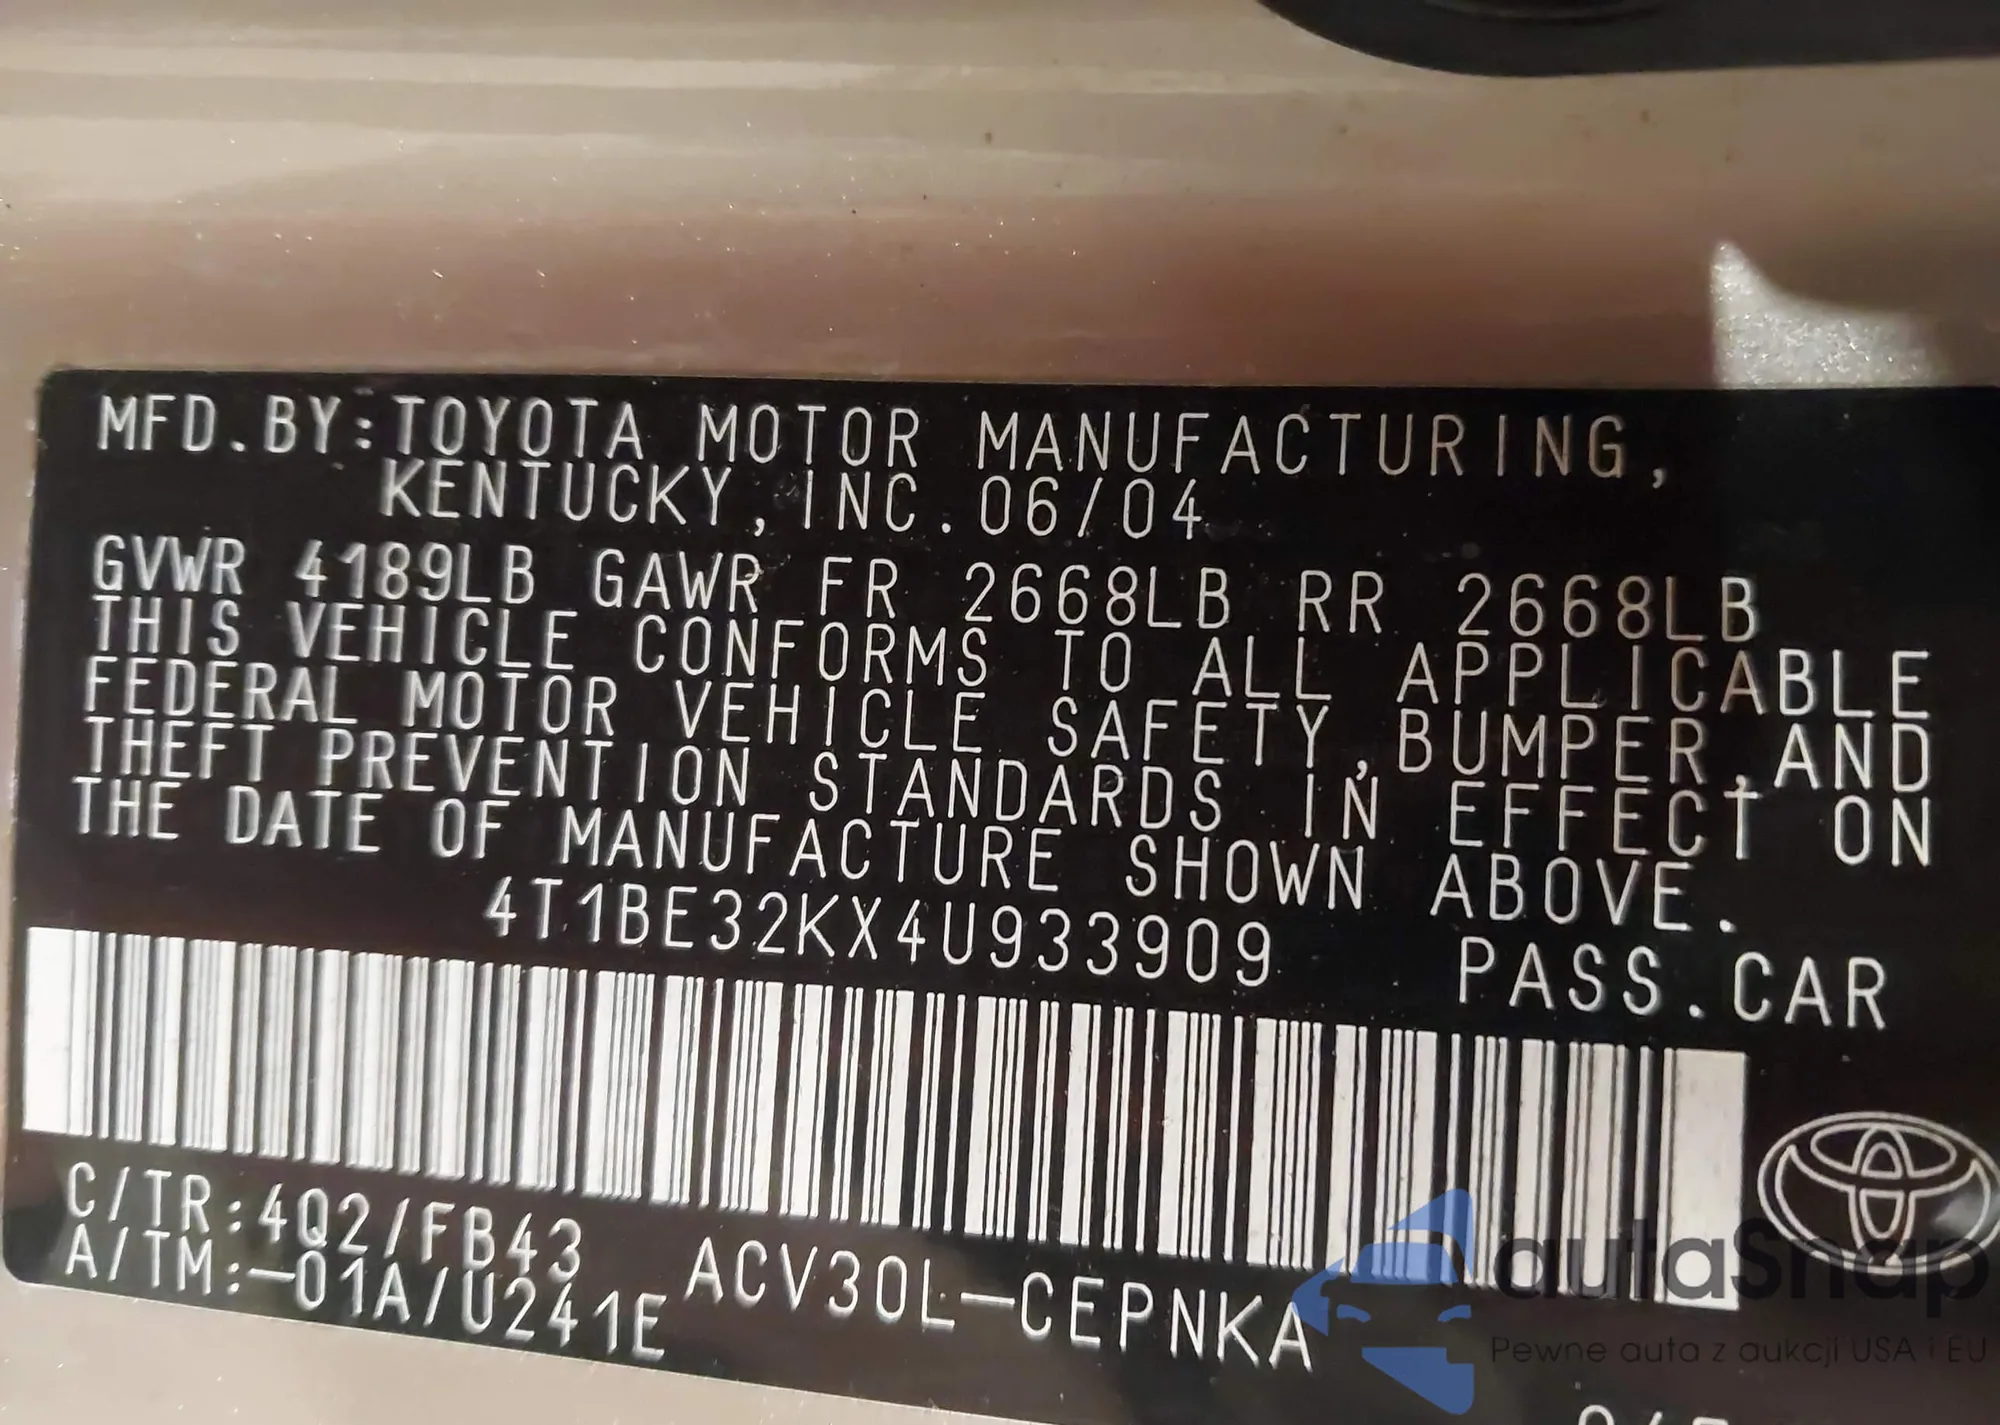 MFD.BY:TOYOTA MOTOR MANUFACTURING,
KENTUCKY,INC.06/04
GVWR 4189LB GAWR FR 2668LB RR 2668LB
THIS VEHICLE CONFORMS TO ALL APPLICABLE
FEDERAL MOTOR VEHICLE SAFETY,BUMPER,AND
THEFT PREVENTION STANDARDS IN EFFECT ON
THE DATE OF MANUFACTURE SHOWN ABOVE.
4T1BE32KX4U933909 PASS.CAR
C/TR:4Q2/FB43 ACV30L-CEPNKA
A/TM:-01A/U241E
autaSnap
Pewne auta z aukcji USA i EU